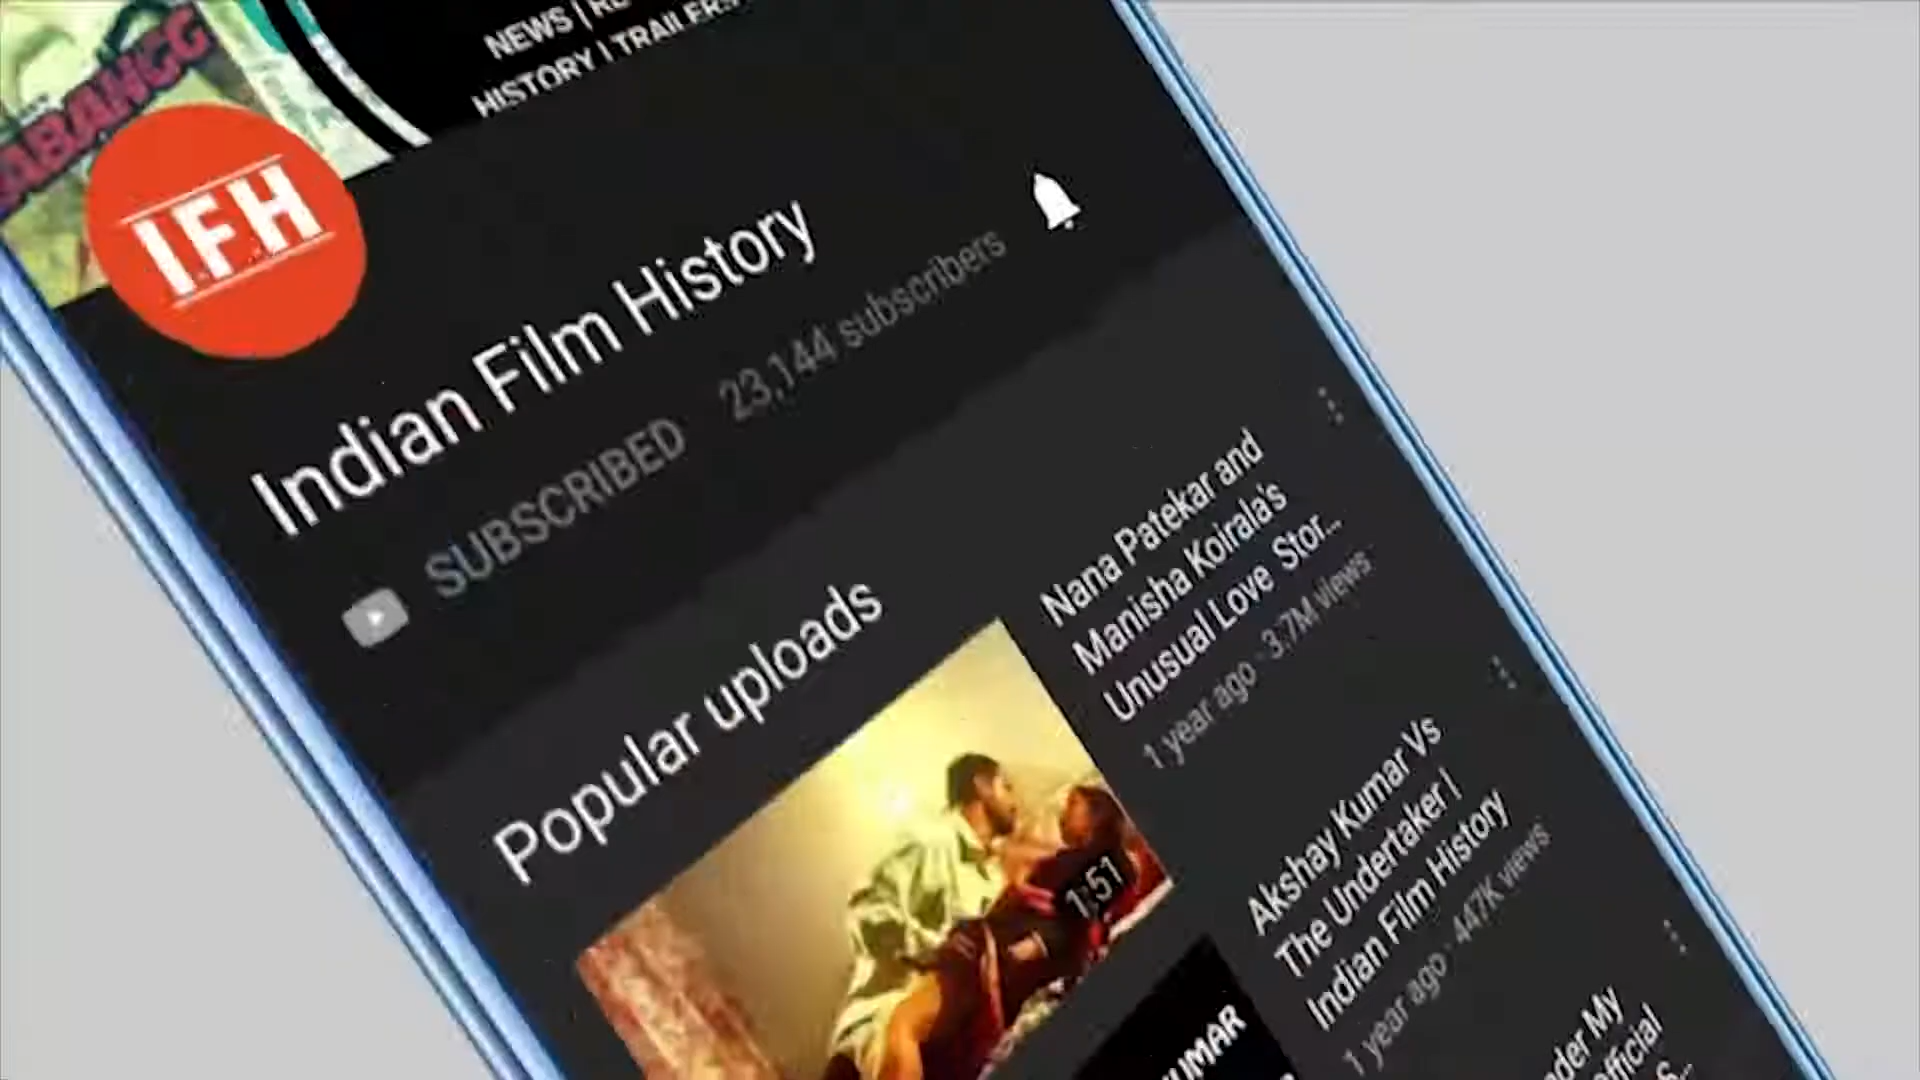 NEWS |
HISTORY | TRAILERS
IFH
Indian Film History
SUBSCRIBED 23,144 subscribers
Popular uploads
Nana Patekar and
Manisha Koirala's
Unusual Love Stor...
1 year ago · 3.7M views
1:51
Akshay Kumar Vs
The Undertaker |
Indian Film History
1 year ago · 447K views
My